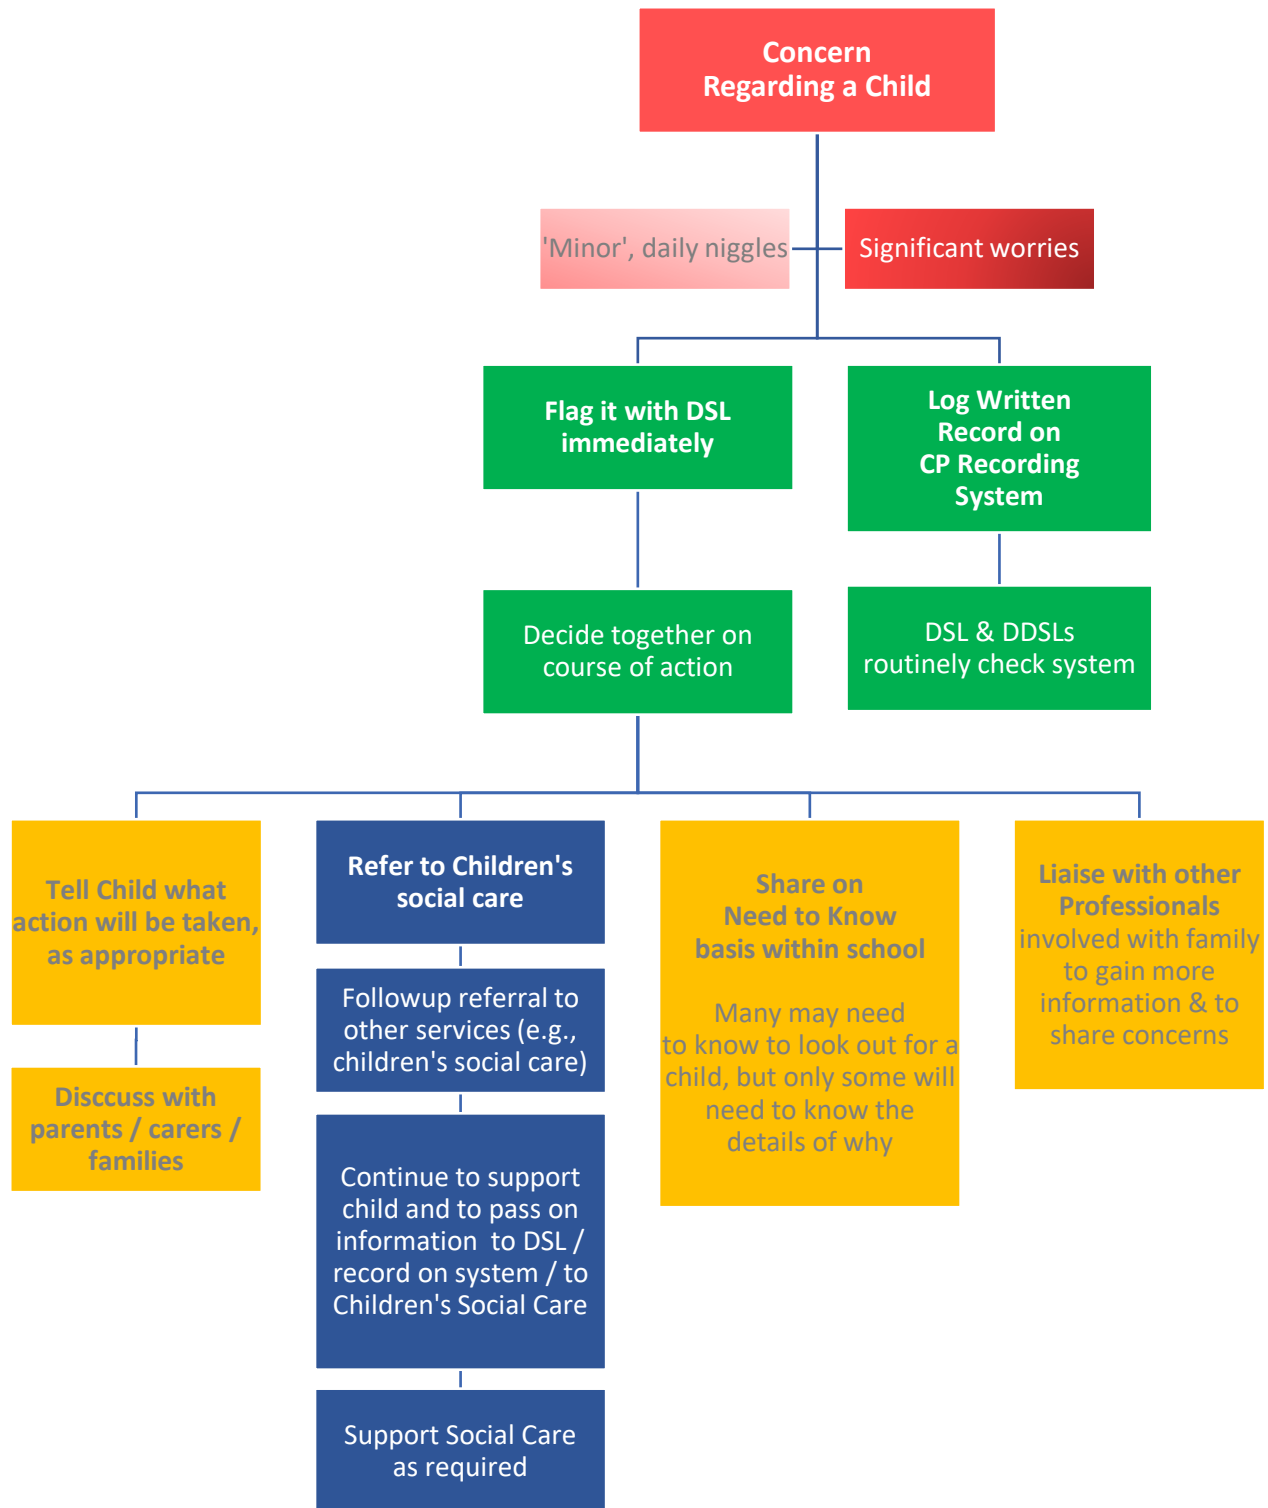 Concern
Regarding a Child
'Minor', daily niggles
Significant worries
Flag it with DSL
immediately
Log Written
Record on
CP Recording
System
Decide together on
course of action
DSL & DDSLs
routinely check system
Tell Child what
action will be taken,
as appropriate
Disccuss with
parents / carers /
families
Refer to Children's
social care
Followup referral to
other services (e.g.,
children's social care)
Continue to support
child and to pass on
information to DSL /
record on system / to
Children's Social Care
Support Social Care
as required
Share on
Need to Know
basis within school
Many may need
to know to look out for a
child, but only some will
need to know the
details of why
Liaise with other
Professionals
involved with family
to gain more
information & to
share concerns